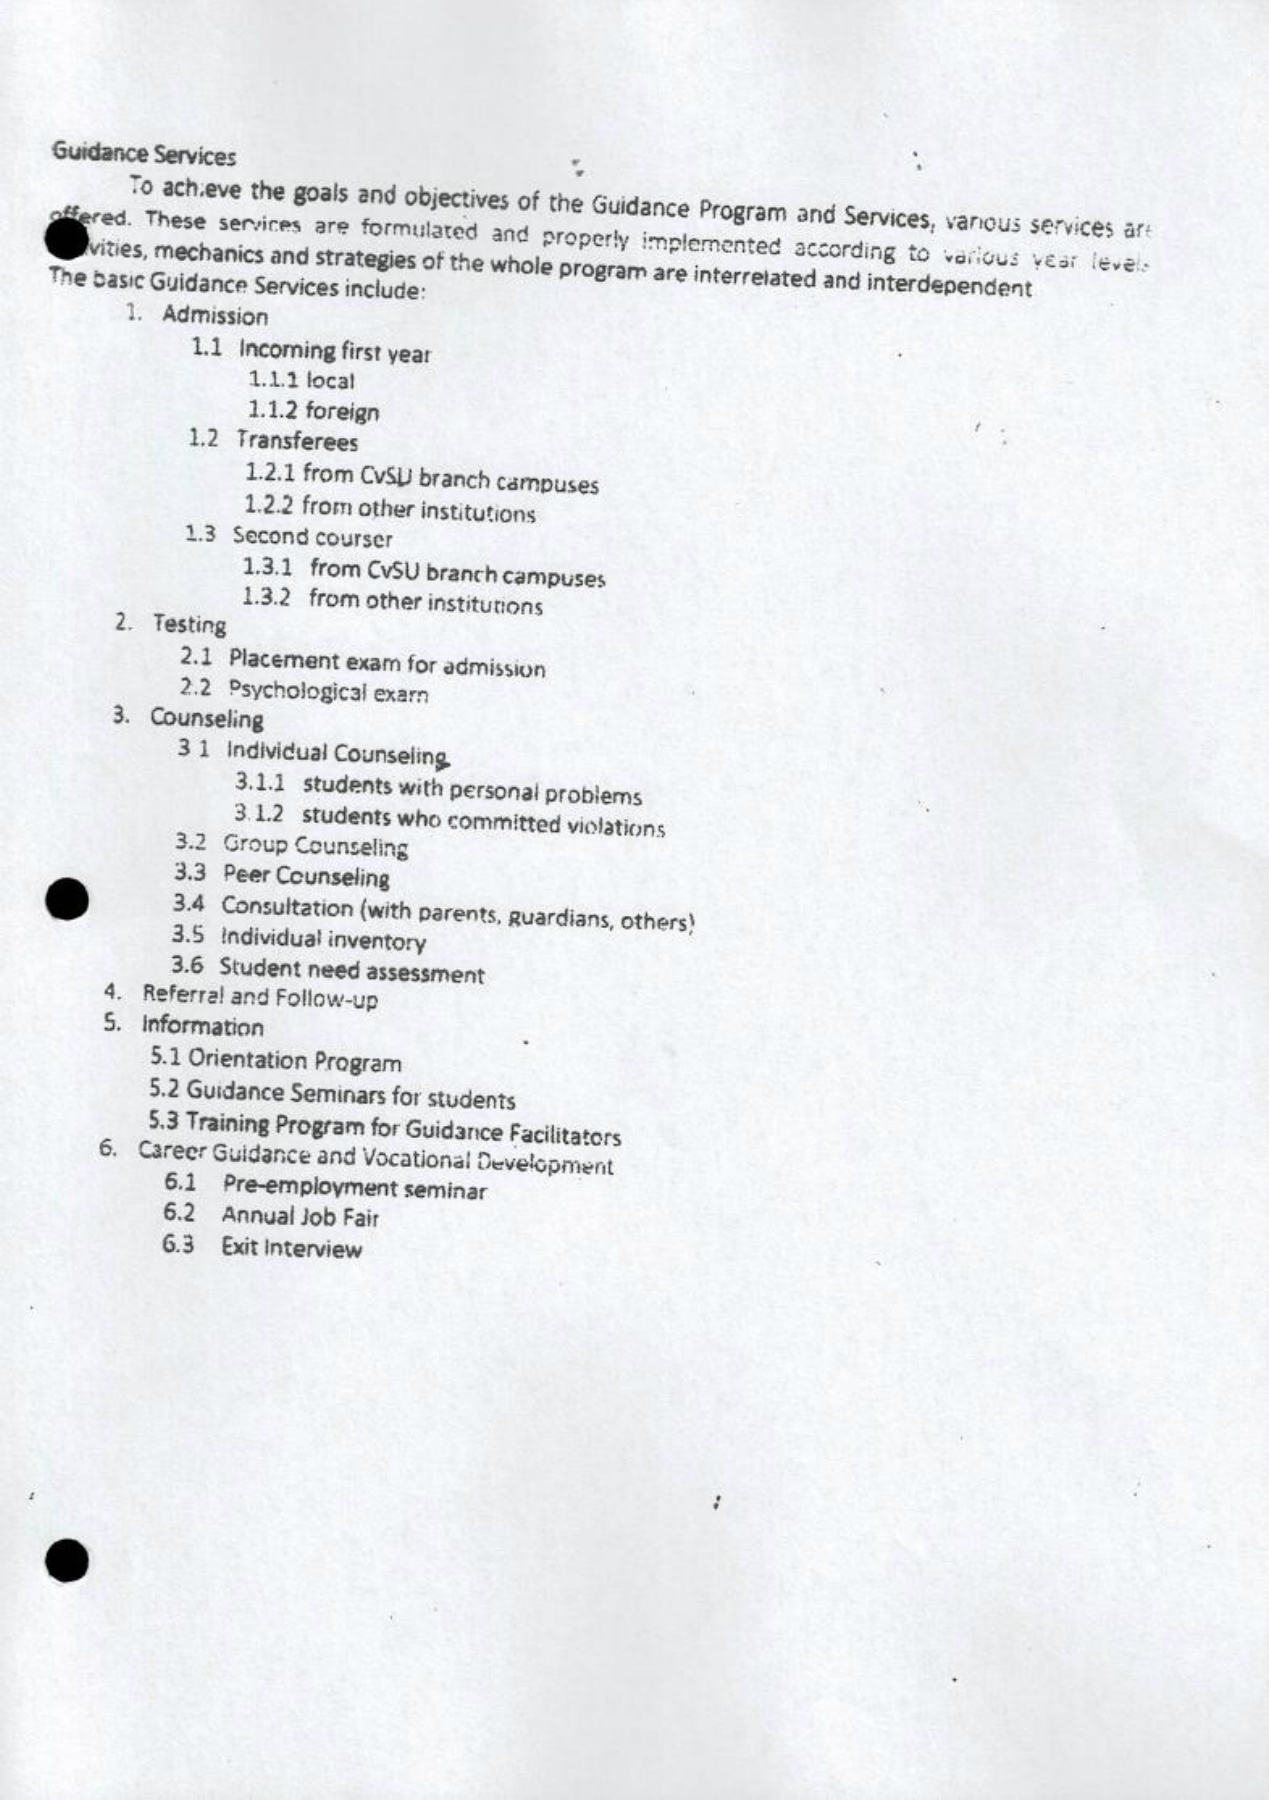 Guidance Services
To achieve the goals and objectives of the Guidance Program and Services, various services are
offered. These services are formulated and properly implemented according to various year levels
vities, mechanics and strategies of the whole program are interrelated and interdependent
The basic Guidance Services include:
1. Admission
1.1 Incoming first year
1.1.1 local
1.1.2 foreign
1.2 Transferees
1.2.1 from CvSU branch campuses
1.2.2 from other institutions
1.3 Second courser
1.3.1 from CvSU branch campuses
1.3.2 from other institutions
2. Testing
2.1 Placement exam for admission
2.2 Psychological exam
3. Counseling
3 1 Individual Counseling
3.1.1 students with personal problems
3.1.2 students who committed violations
3.2 Group Counseling
3.3 Peer Counseling
3.4 Consultation (with parents, guardians, others)
3.5 Individual inventory
3.6 Student need assessment
4. Referral and Follow-up
5. Information
5.1 Orientation Program
5.2 Guidance Seminars for students
5.3 Training Program for Guidance Facilitators
6. Career Guidance and Vocational Development
6.1 Pre-employment seminar
6.2 Annual Job Fair
6.3 Exit Interview